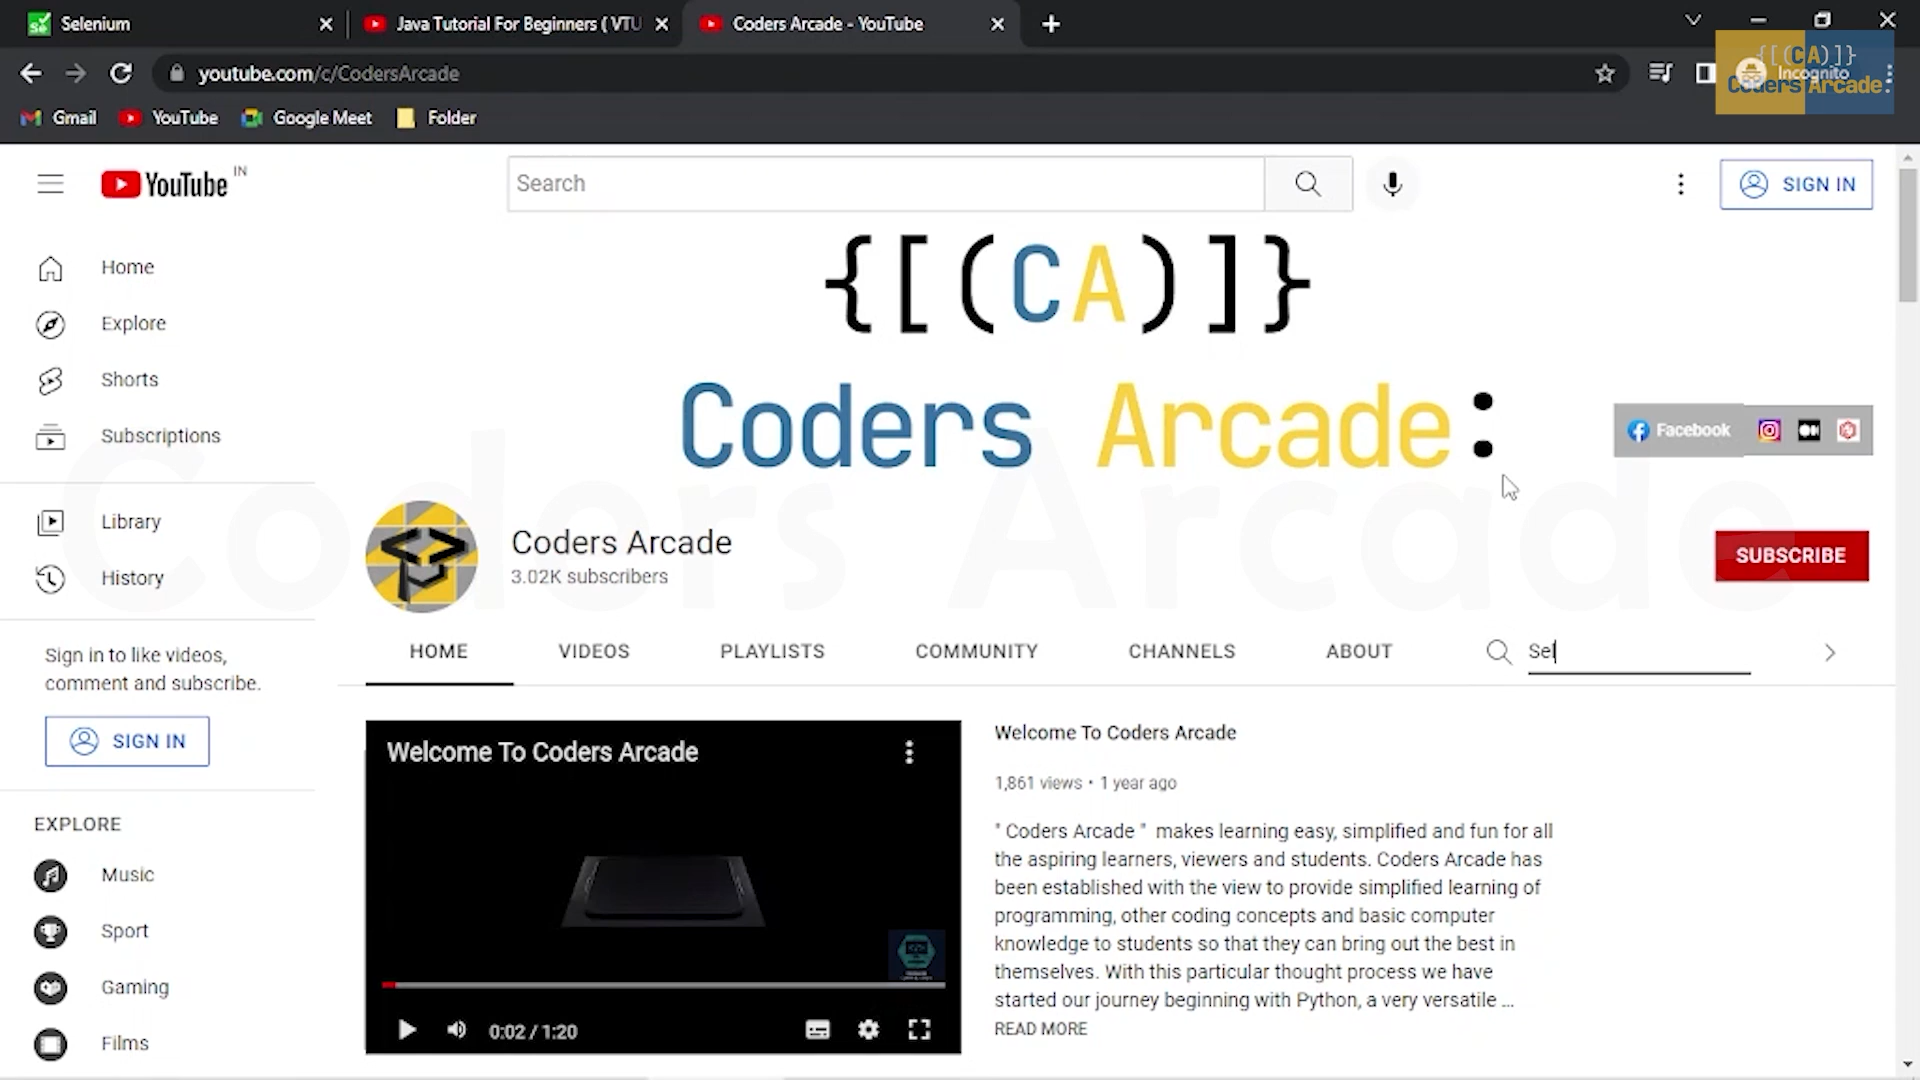 Selenium
Java Tutorial For Beginners ( VTU
Coders Arcade - YouTube
youtube.com/c/CodersArcade
Incognito
{[(CA)]}
Coders Arcade:
Gmail
YouTube
Google Meet
Folder
YouTube IN
Search
SIGN IN
Home
Explore
Shorts
Subscriptions
Library
History
Sign in to like videos,
comment and subscribe.
SIGN IN
EXPLORE
Music
Sport
Gaming
Films
{[(CA)]}
Coders Arcade:
Facebook
Coders Arcade
Coders Arcade
3.02K subscribers
SUBSCRIBE
HOME
VIDEOS
PLAYLISTS
COMMUNITY
CHANNELS
ABOUT
Sel
Welcome To Coders Arcade
0:02 / 1:20
Welcome To Coders Arcade
1,861 views • 1 year ago
" Coders Arcade "  makes learning easy, simplified and fun for all
the aspiring learners, viewers and students. Coders Arcade has
been established with the view to provide simplified learning of
programming, other coding concepts and basic computer
knowledge to students so that they can bring out the best in
themselves. With this particular thought process we have
started our journey beginning with Python, a very versatile ...
READ MORE